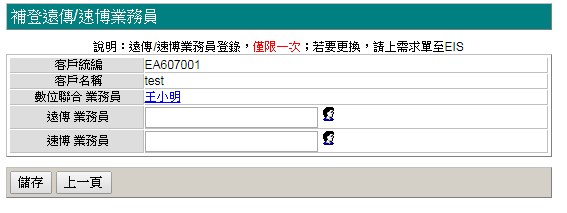 補登遠傳/速博業務員
說明：遠傳/速博業務員登錄，僅限一次；若要更換，請上需求單至EIS
客戶統編 EA607001
客戶名稱 test
數位聯合 業務員 王小明
遠傳 業務員
速博 業務員
儲存 上一頁